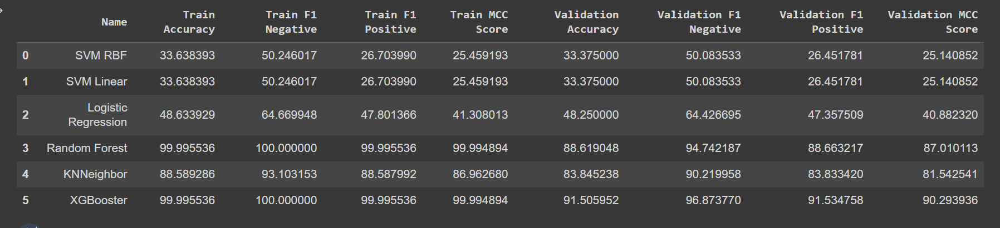 Name Train Accuracy Train F1 Negative Train F1 Positive Train MCC Score Validation Accuracy Validation F1 Negative Validation F1 Positive Validation MCC Score
0 SVM RBF 33.638393 50.246017 26.703990 25.459193 33.375000 50.083533 26.451781 25.140852
1 SVM Linear 33.638393 50.246017 26.703990 25.459193 33.375000 50.083533 26.451781 25.140852
2 Logistic Regression 48.633929 64.669948 47.801366 41.308013 48.250000 64.426695 47.357509 40.882320
3 Random Forest 99.995536 100.000000 99.995536 99.994894 88.619048 94.742187 88.663217 87.010113
4 KNNeighbor 88.589286 93.103153 88.587992 86.962680 83.845238 90.219958 83.833420 81.542541
5 XGBooster 99.995536 100.000000 99.995536 99.994894 91.505952 96.873770 91.534758 90.293936